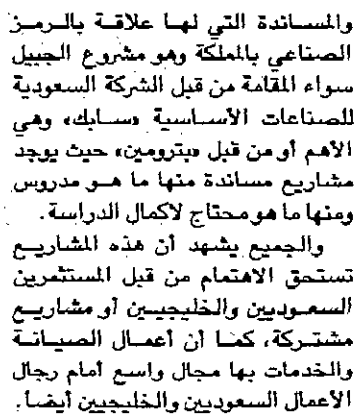 والمساندة التي لها علاقة بالرمز
الصناعي بالمملكة وهو مشروع الجبيل
سواء المقامة من قبل الشركة السعودية
للصناعات الأساسية «سابك» وهي
الأهم أو من قبل «بترومين» حيث يوجد
مشاريع مساندة منها ما هو مدروس
ومنها ما هو محتاج لاكمال الدراسة.
والجميع يشهد أن هذه المشاريع
تستحق الاهتمام من قبل المستثمرين
السعوديين والخليجيين أو مشاريع
مشتركة، كما أن أعمال الصيانة
والخدمات بها مجال واسع أمام رجال
الأعمال السعوديين والخليجيين أيضا.